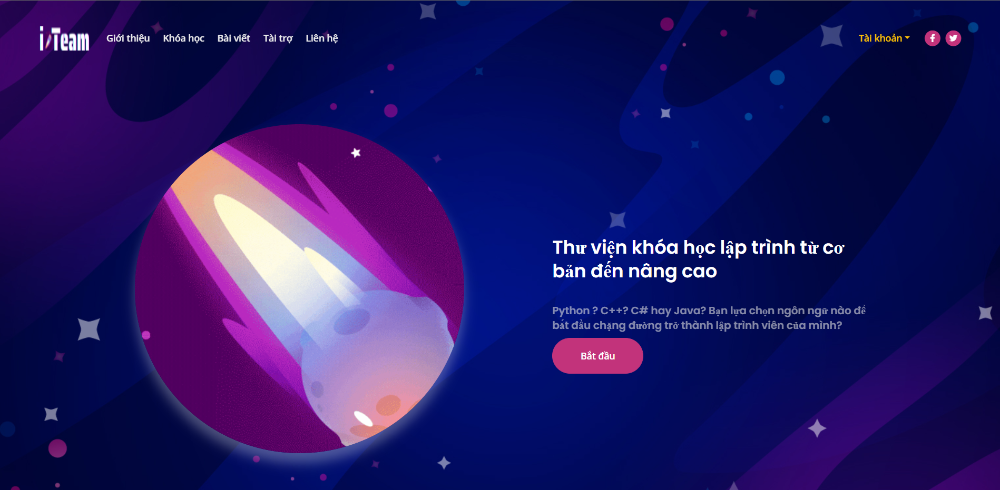 i Team
Giới thiệu Khóa học Bài viết Tài trợ Liên hệ
Tài khoản
Thư viện khóa học lập trình từ cơ
bản đến nâng cao
Python ? C++? C# hay Java? Bạn lựa chọn ngôn ngữ nào để
bắt đầu chặng đường trở thành lập trình viên của mình?
Bắt đầu